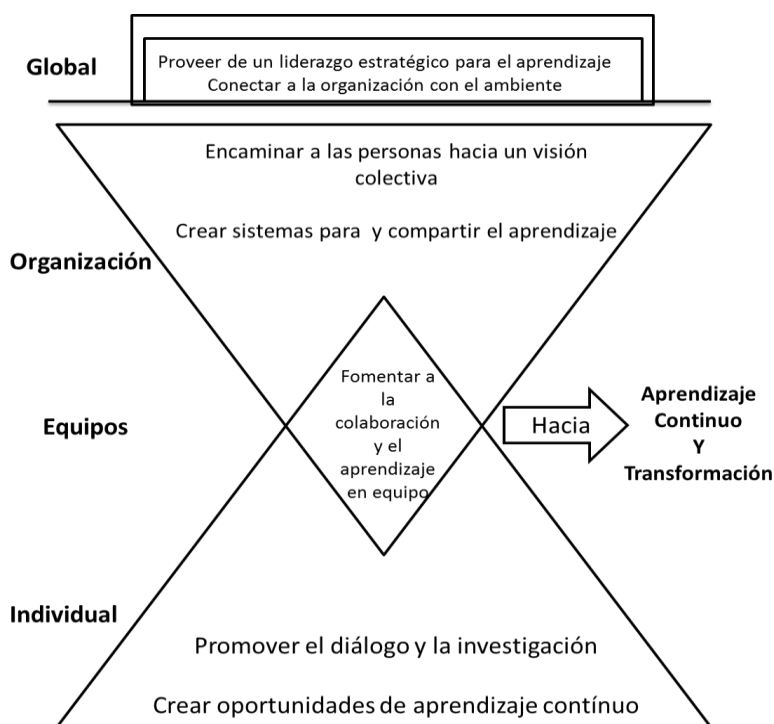 Global
Proveer de un liderazgo estratégico para el aprendizaje
Conectar a la organización con el ambiente
Encaminar a las personas hacia un visión
colectiva
Crear sistemas para y compartir el aprendizaje
Organización
Equipos
Fomentar a
la
colaboración
y el
aprendizaje
en equipo
Hacia
Aprendizaje
Continuo
Y
Transformación
Individual
Promover el diálogo y la investigación
Crear oportunidades de aprendizaje contínuo